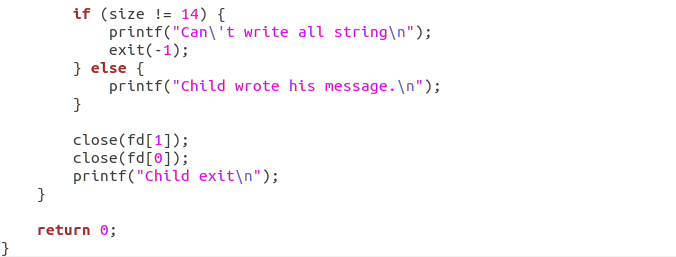 if (size != 14) {
printf("Can\'t write all string\n");
exit(-1);
} else {
printf("Child wrote his message.\n");
}
close(fd[1]);
close(fd[0]);
printf("Child exit\n");
}
return 0;
}